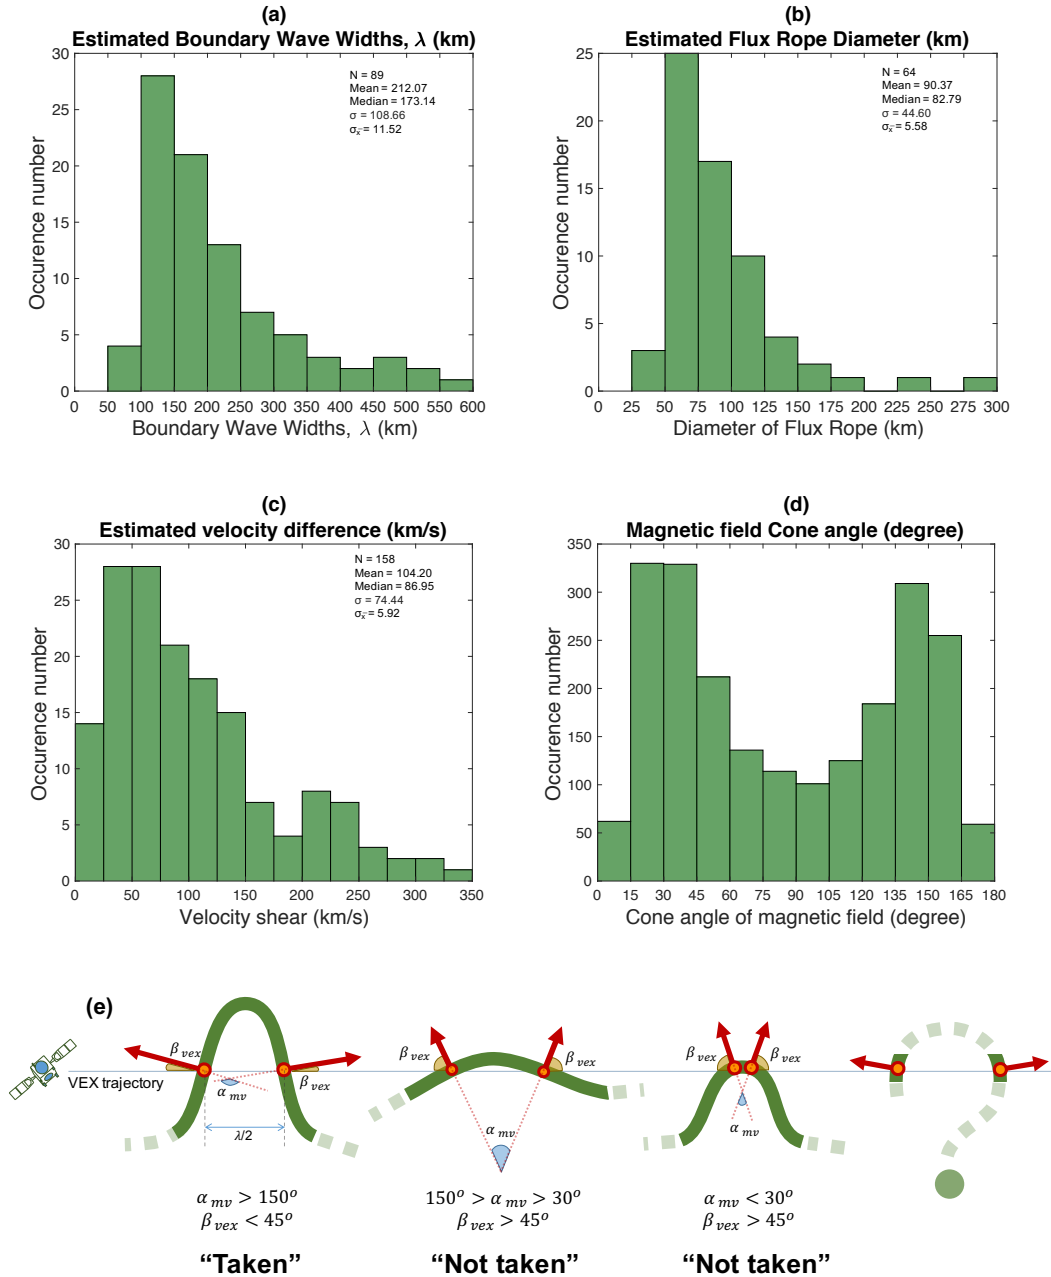 (a)
Estimated Boundary Wave Widths, λ (km)
N = 89
Mean = 212.07
Median = 173.14
σ = 108.66
σx̄ = 11.52
30
25
20
15
10
5
0
Occurence number
0 50 100 150 200 250 300 350 400 450 500 550 600
Boundary Wave Widths, λ (km)
(b)
Estimated Flux Rope Diameter (km)
N = 64
Mean = 90.37
Median = 82.79
σ = 44.60
σx̄ = 5.58
25
20
15
10
5
0
Occurence number
0 25 50 75 100 125 150 175 200 225 250 275 300
Diameter of Flux Rope (km)
(c)
Estimated velocity difference (km/s)
N = 158
Mean = 104.20
Median = 86.95
σ = 74.44
σx̄ = 5.92
30
25
20
15
10
5
0
Occurence number
0 50 100 150 200 250 300 350
Velocity shear (km/s)
(d)
Magnetic field Cone angle (degree)
350
300
250
200
150
100
50
0
Occurence number
0 15 30 45 60 75 90 105 120 135 150 165 180
Cone angle of magnetic field (degree)
(e)
VEX trajectory
β vex
β vex
α mv
λ/2
α mv > 150°
β vex < 45°
“Taken”
β vex
β vex
α mv
150° > α mv > 30°
β vex > 45°
“Not taken”
β vex
β vex
α mv
α mv < 30°
β vex > 45°
“Not taken”